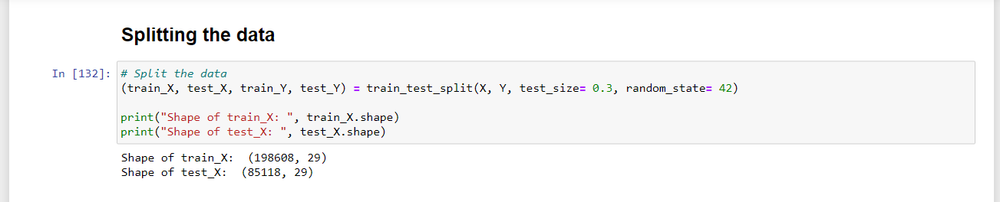 Splitting the data
In [132]: # Split the data
(train_X, test_X, train_Y, test_Y) = train_test_split(X, Y, test_size= 0.3, random_state= 42)
print("Shape of train_X: ", train_X.shape)
print("Shape of test_X: ", test_X.shape)
Shape of train_X:  (198608, 29)
Shape of test_X:  (85118, 29)